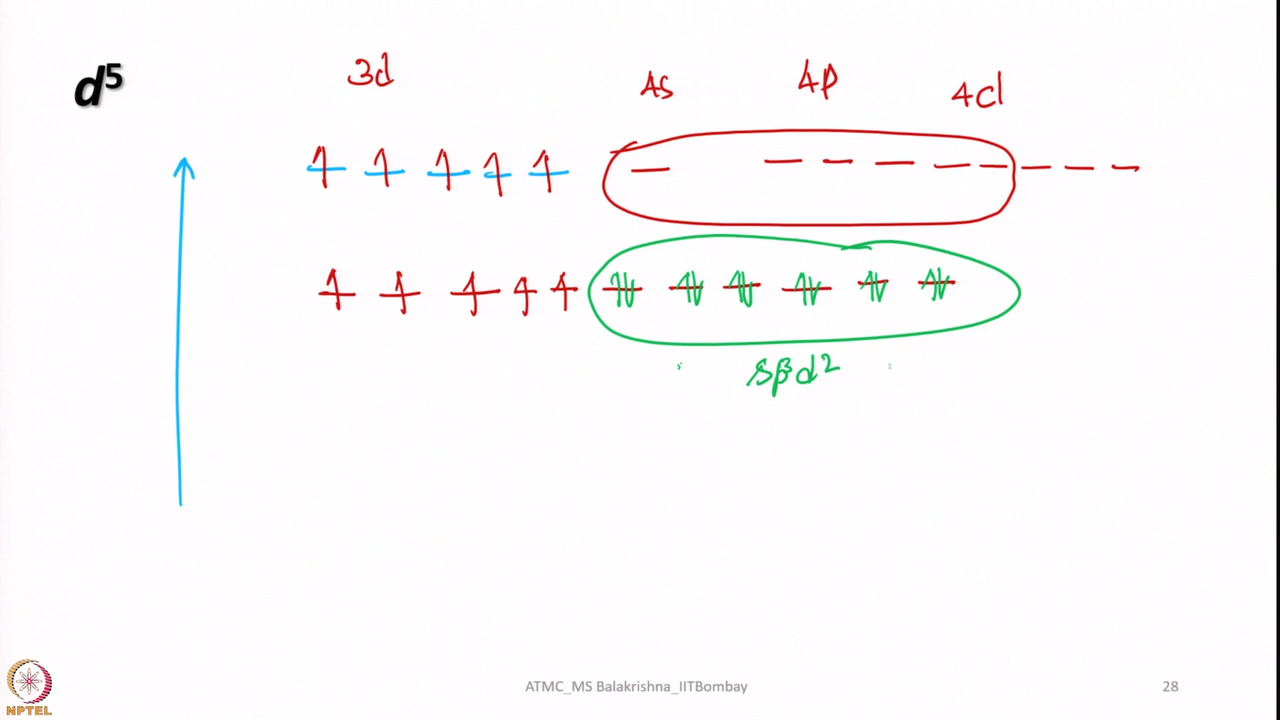 d⁵
3d 4s 4p 4d
sp³d²
NPTEL ATMC_MS Balakrishna_IITBombay 28